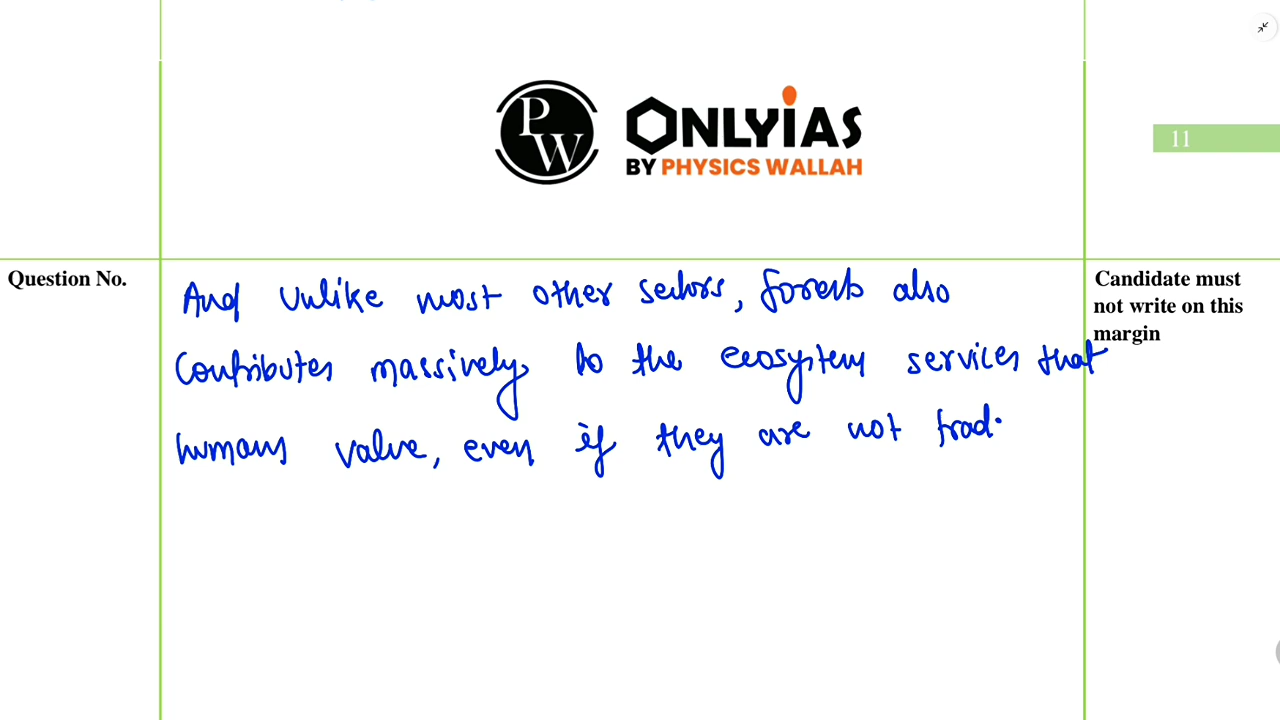 PW
ONLYIAS
BY PHYSICS WALLAH
11
Question No.
Candidate must
not write on this
margin
And Unlike most other sectors, forests also
Contributes massively to the ecosystem services that
humans value, even if they are not trad.